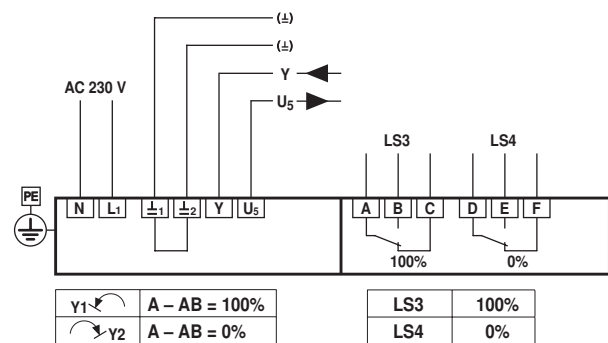 (⊥)
(⊥)
Y
AC 230 V
U5
LS3 LS4
PE
N L1 ⊥1 ⊥2 Y U5 A B C D E F
100% 0%
Y1 A – AB = 100%
Y2 A – AB = 0%
LS3 100%
LS4 0%